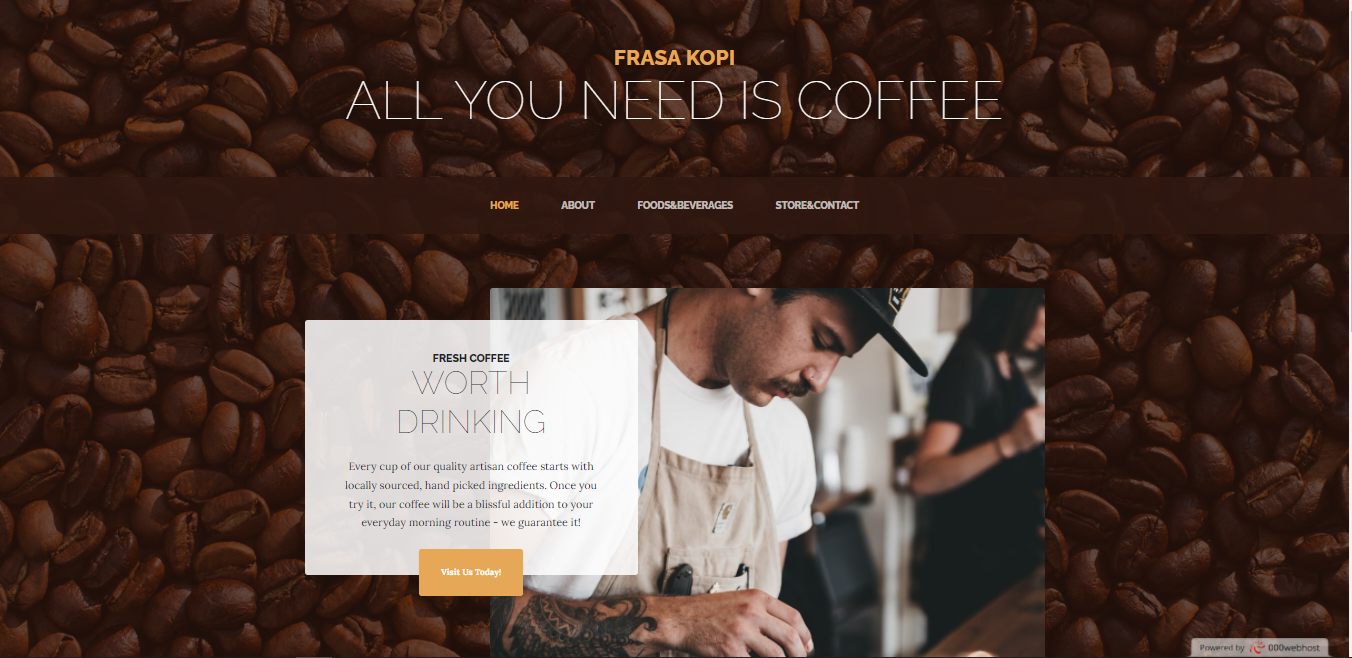 FRASA KOPI
ALL YOU NEED IS COFFEE
HOME ABOUT FOODS&BEVERAGES STORE&CONTACT
FRESH COFFEE
WORTH
DRINKING
Every cup of our quality artisan coffee starts with
locally sourced, hand picked ingredients. Once you
try it, our coffee will be a blissful addition to your
everyday morning routine - we guarantee it!
Visit Us Today!
Powered by 000webhost